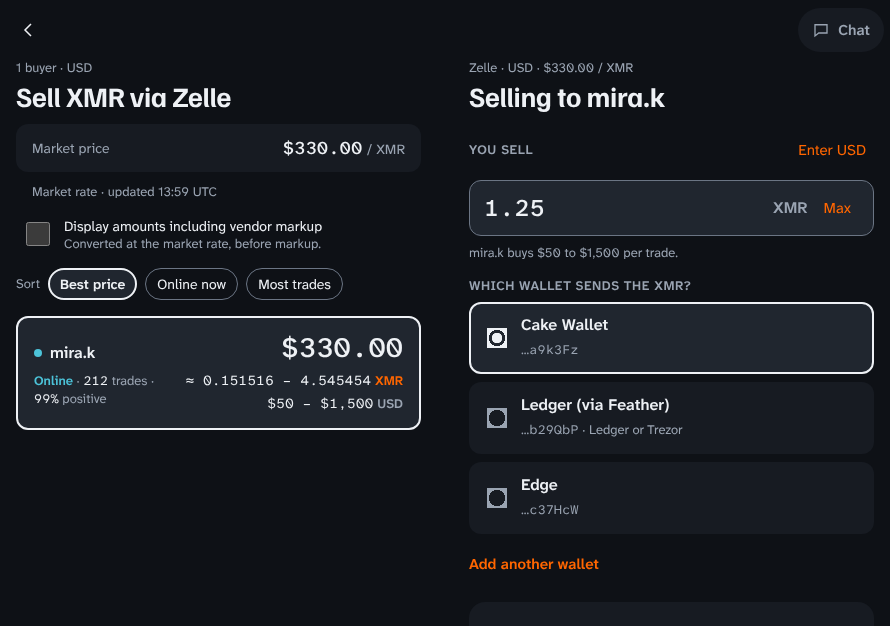 Chat
1 buyer · USD
Sell XMR via Zelle
Market price $330.00 / XMR
Market rate · updated 13:59 UTC
Display amounts including vendor markup
Converted at the market rate, before markup.
Sort Best price Online now Most trades
mira.k $330.00
Online · 212 trades · ≈ 0.151516 – 4.545454 XMR
99% positive $50 – $1,500 USD
Zelle · USD · $330.00 / XMR
Selling to mira.k
YOU SELL Enter USD
1.25 XMR Max
mira.k buys $50 to $1,500 per trade.
WHICH WALLET SENDS THE XMR?
Cake Wallet
…a9k3Fz
Ledger (via Feather)
…b29QbP · Ledger or Trezor
Edge
…c37HcW
Add another wallet